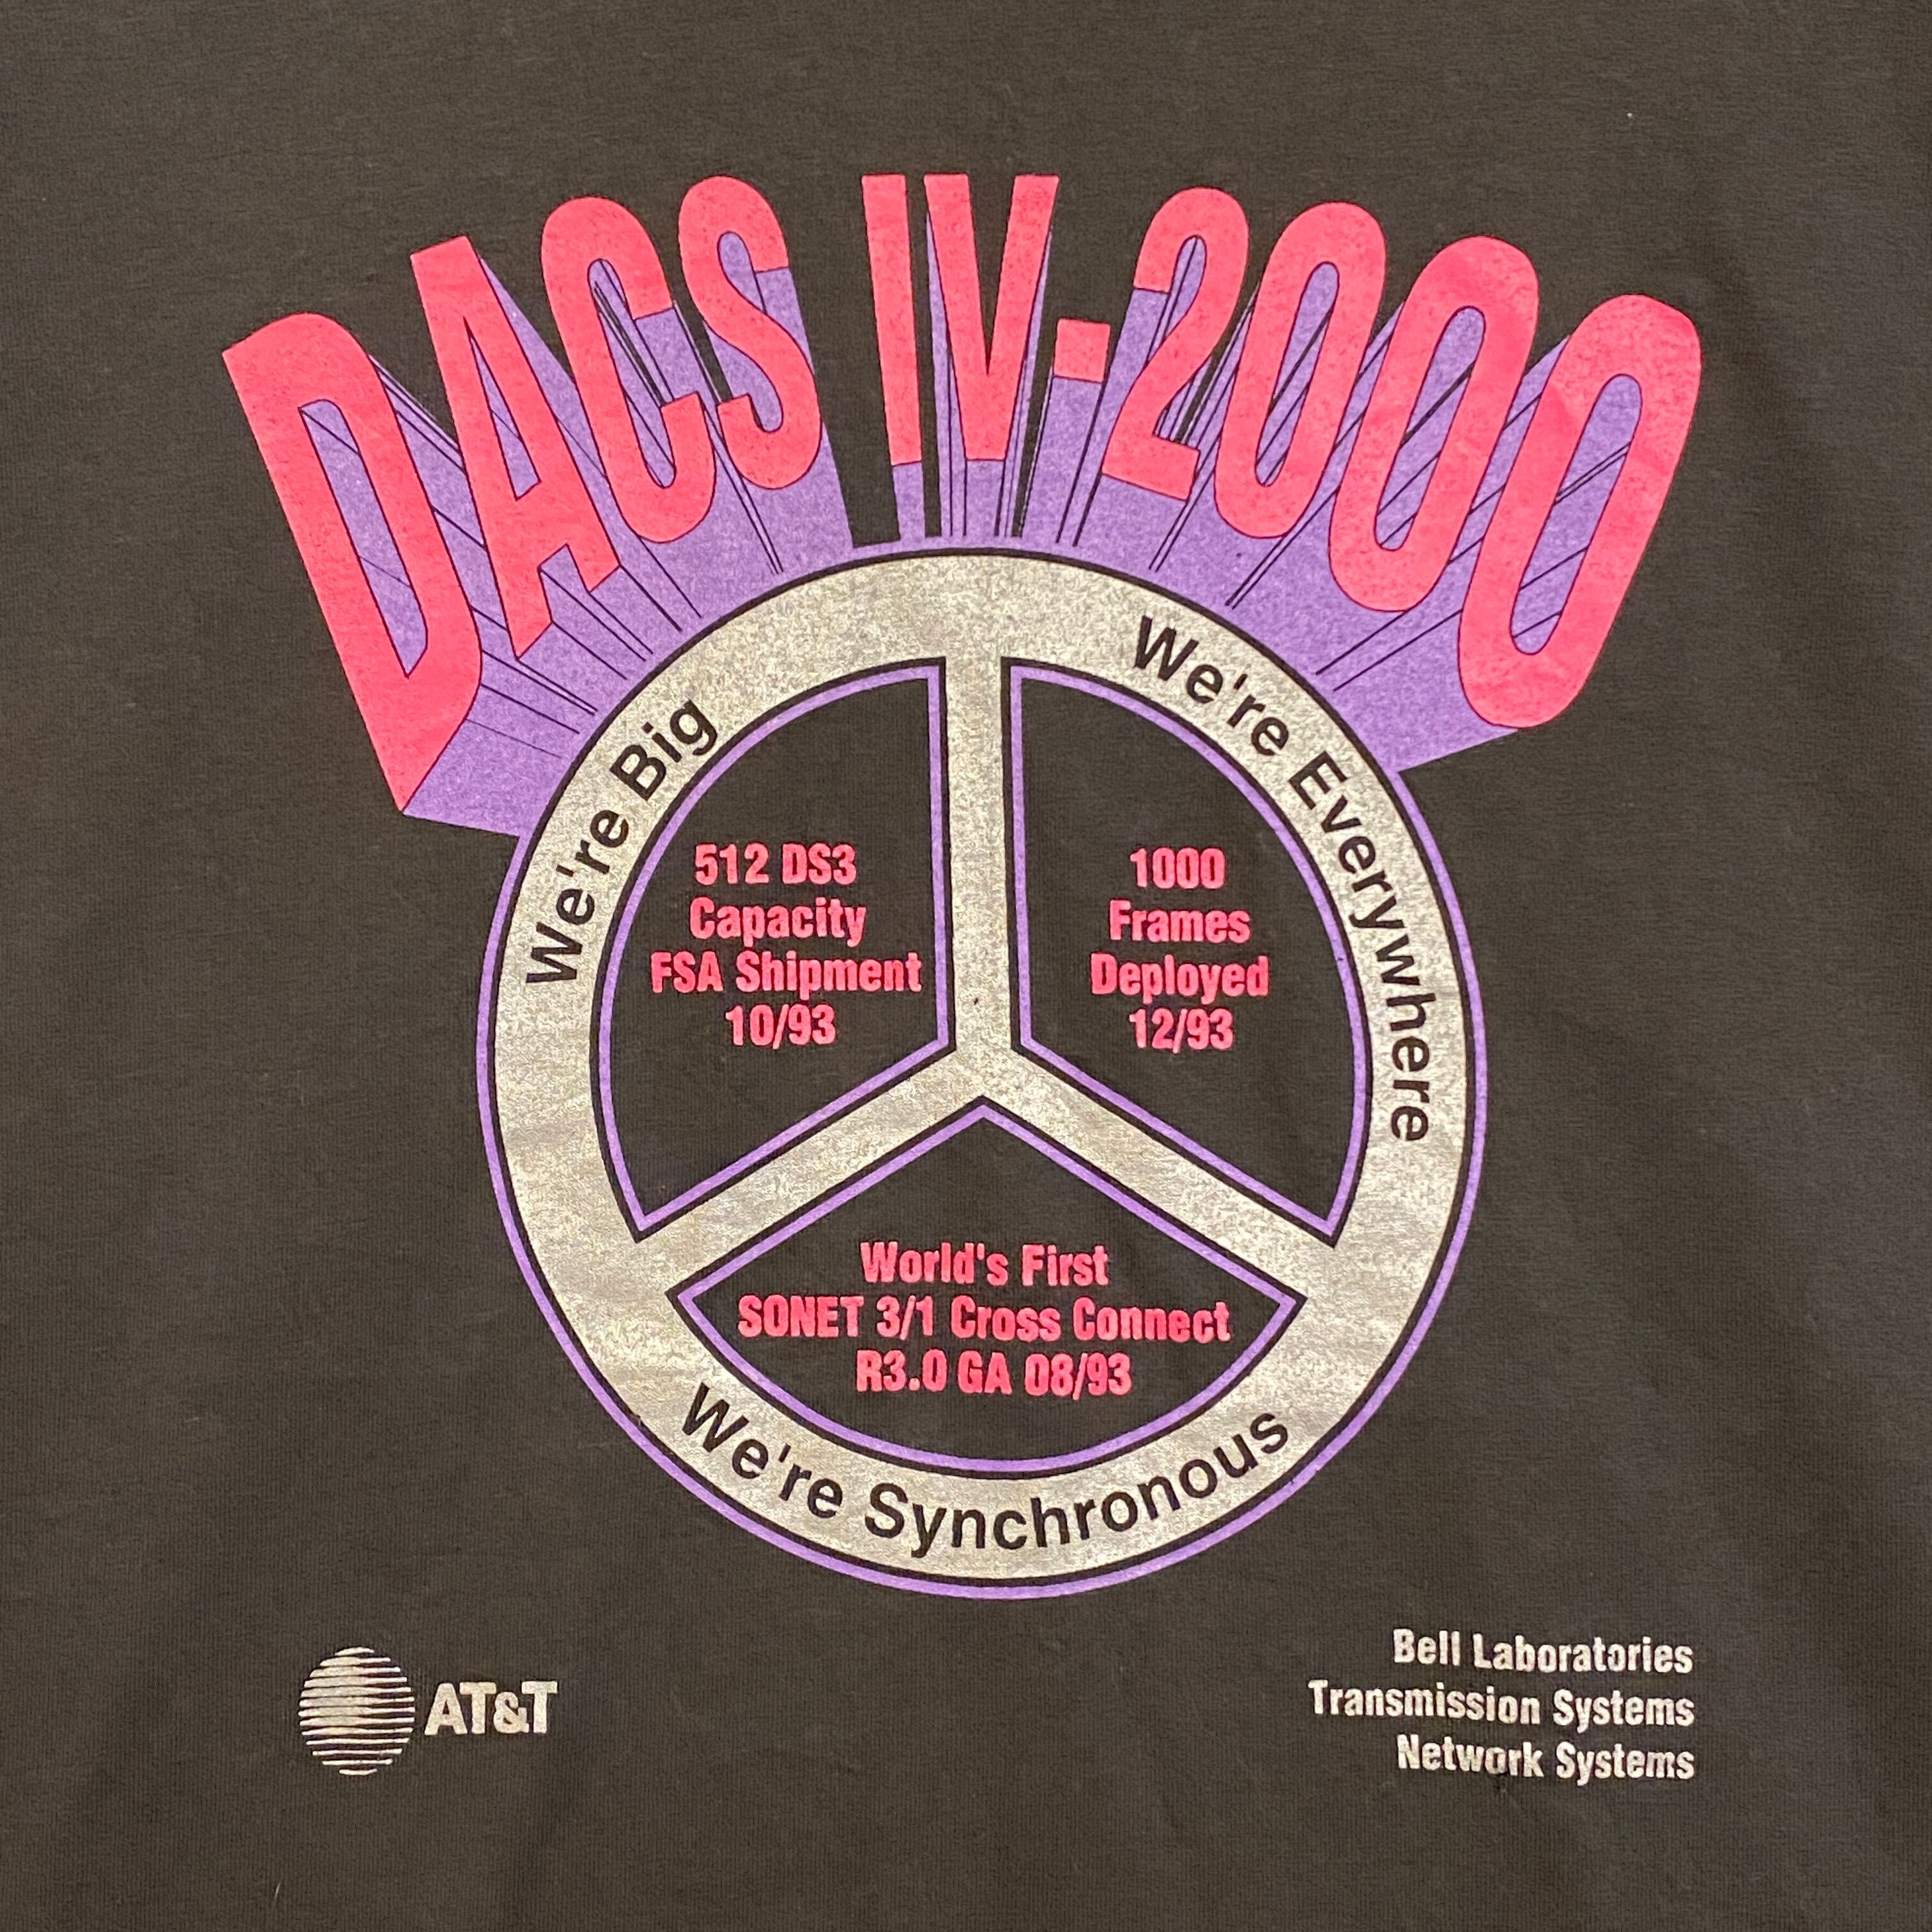 DACS IV-2000
We're Big
We're Everywhere
512 DS3
Capacity
FSA Shipment
10/93
1000
Frames
Deployed
12/93
World's First
SONET 3/1 Cross Connect
R3.0 GA 08/93
We're Synchronous
AT&T
Bell Laboratories
Transmission Systems
Network Systems